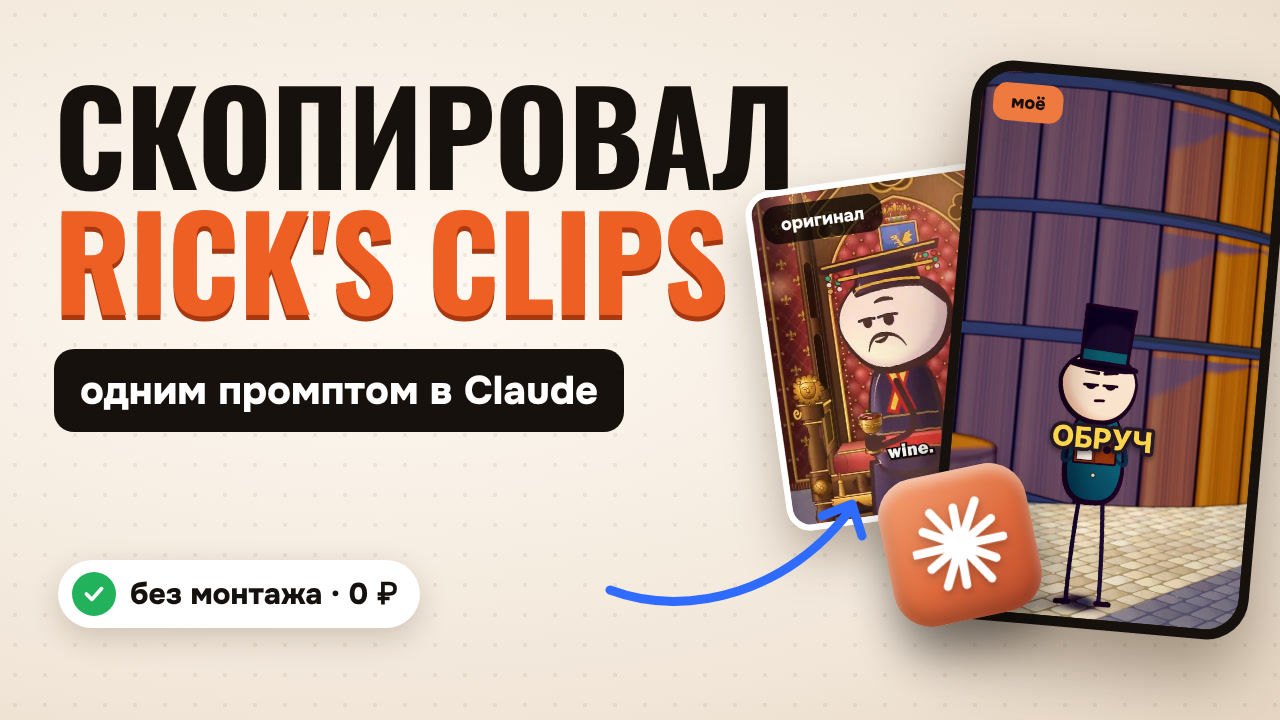 СКОПИРОВАЛ
RICK'S CLIPS
одним промптом в Claude
без монтажа · 0 ₽
оригинал
wine.
моё
ОБРУЧ